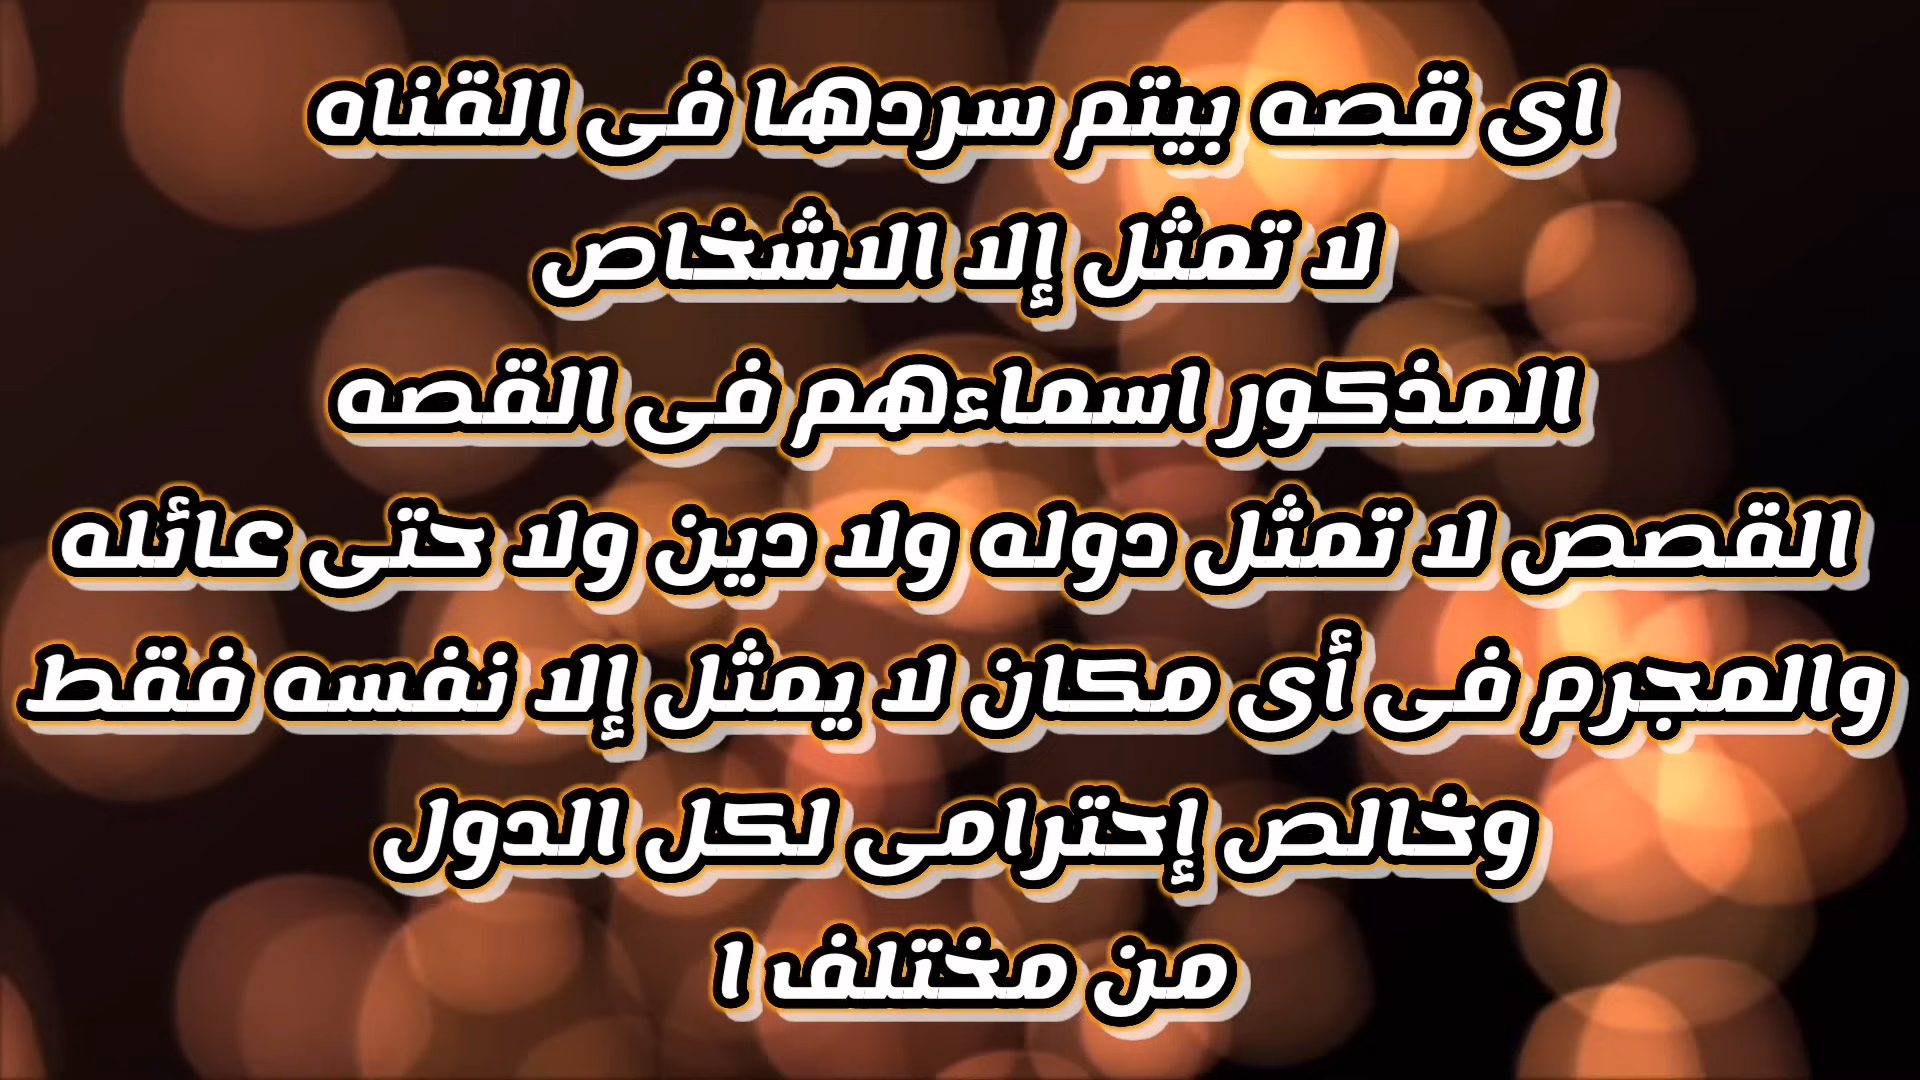 اى قصه بيتم سردها فى القناه
لا تمثل إلا الاشخاص
المذكور اسماءهم فى القصه
القصص لا تمثل دوله ولا دين ولا حتى عائله
والمجرم فى أى مكان لا يمثل إلا نفسه فقط
وخالص إحترامى لكل الدول
من مختلف ا